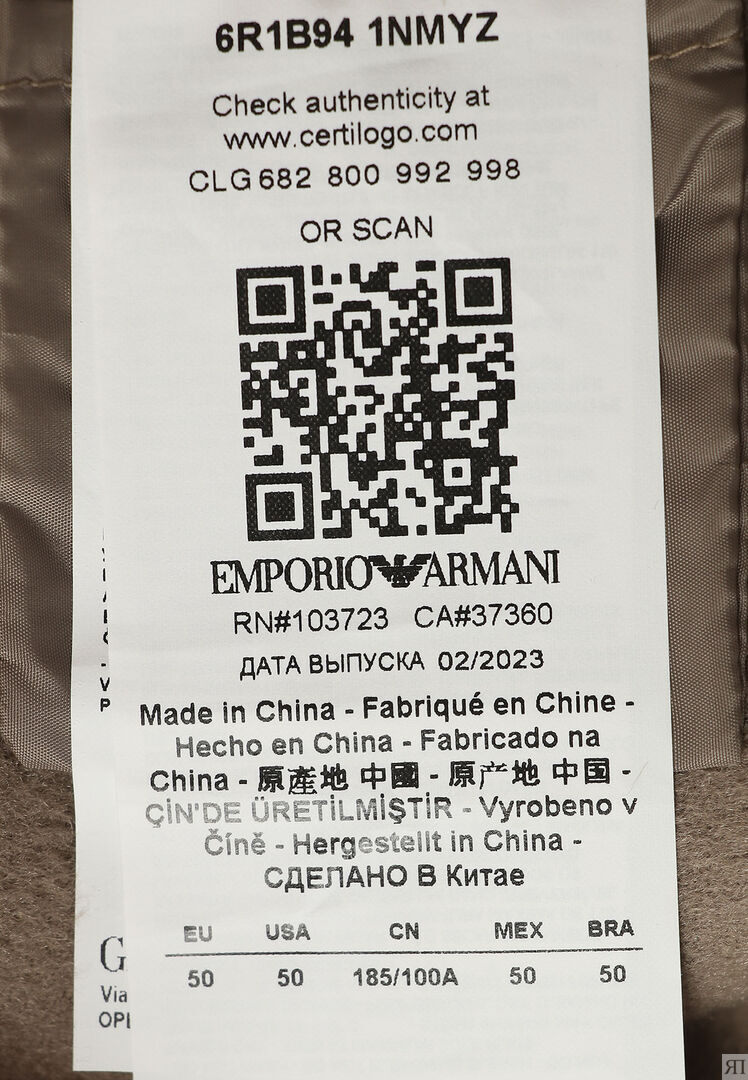 6R1B94 1NMYZ
Check authenticity at
www.certilogo.com
CLG 682 800 992 998
OR SCAN
EMPORIO ARMANI
RN#103723 CA#37360
ДАТА ВЫПУСКА 02/2023
Made in China - Fabriqué en Chine -
Hecho en China - Fabricado na
China - 原產地 中國 - 原产地 中国 -
ÇİN'DE ÜRETİLMİŞTİR - Vyrobeno v
Číně - Hergestellt in China -
СДЕЛАНО В Китае
EU USA CN MEX BRA
50 50 185/100A 50 50
G
Via
ЯП